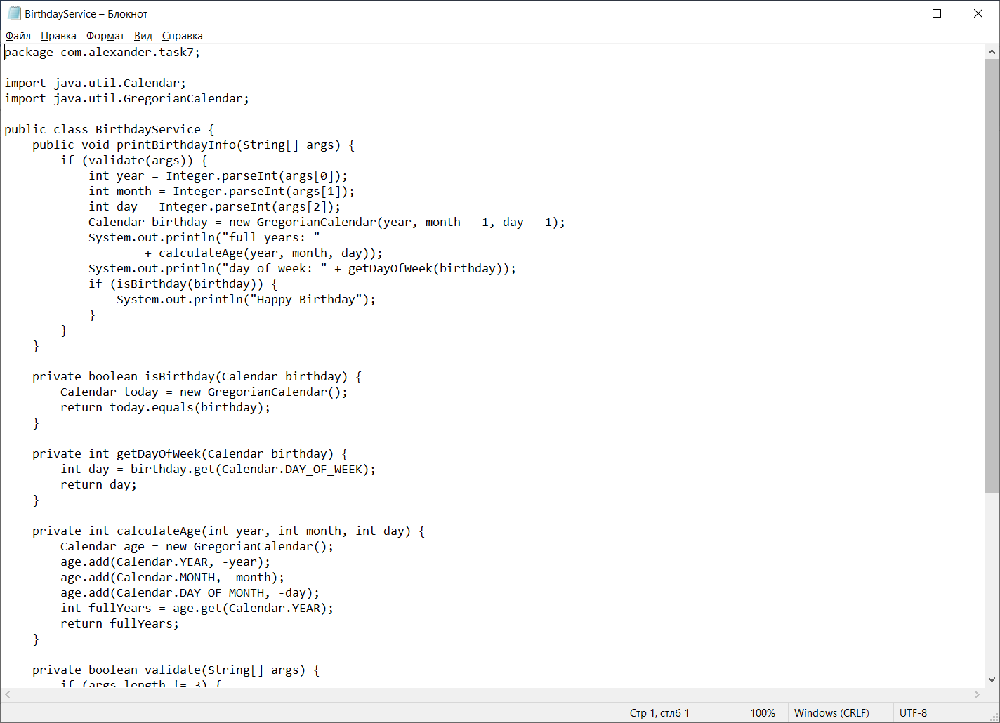 BirthdayService – Блокнот
Файл Правка Формат Вид Справка
package com.alexander.task7;

import java.util.Calendar;
import java.util.GregorianCalendar;

public class BirthdayService {
    public void printBirthdayInfo(String[] args) {
        if (validate(args)) {
            int year = Integer.parseInt(args[0]);
            int month = Integer.parseInt(args[1]);
            int day = Integer.parseInt(args[2]);
            Calendar birthday = new GregorianCalendar(year, month - 1, day - 1);
            System.out.println("full years: "
                    + calculateAge(year, month, day));
            System.out.println("day of week: " + getDayOfWeek(birthday));
            if (isBirthday(birthday)) {
                System.out.println("Happy Birthday");
            }
        }
    }

    private boolean isBirthday(Calendar birthday) {
        Calendar today = new GregorianCalendar();
        return today.equals(birthday);
    }

    private int getDayOfWeek(Calendar birthday) {
        int day = birthday.get(Calendar.DAY_OF_WEEK);
        return day;
    }

    private int calculateAge(int year, int month, int day) {
        Calendar age = new GregorianCalendar();
        age.add(Calendar.YEAR, -year);
        age.add(Calendar.MONTH, -month);
        age.add(Calendar.DAY_OF_MONTH, -day);
        int fullYears = age.get(Calendar.YEAR);
        return fullYears;
    }

    private boolean validate(String[] args) {
        if (args.length != 3) {
Стр 1, стлб 1 100% Windows (CRLF) UTF-8